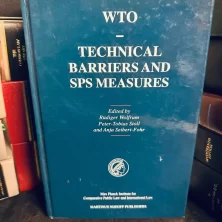 WTO
–
TECHNICAL
BARRIERS AND
SPS MEASURES
Edited by
Rüdiger Wolfrum
Peter-Tobias Stoll
and Anja Seibert-Fohr
Max Planck Institute for
Comparative Public Law and International Law
MARTINUS NIJHOFF PUBLISHERS